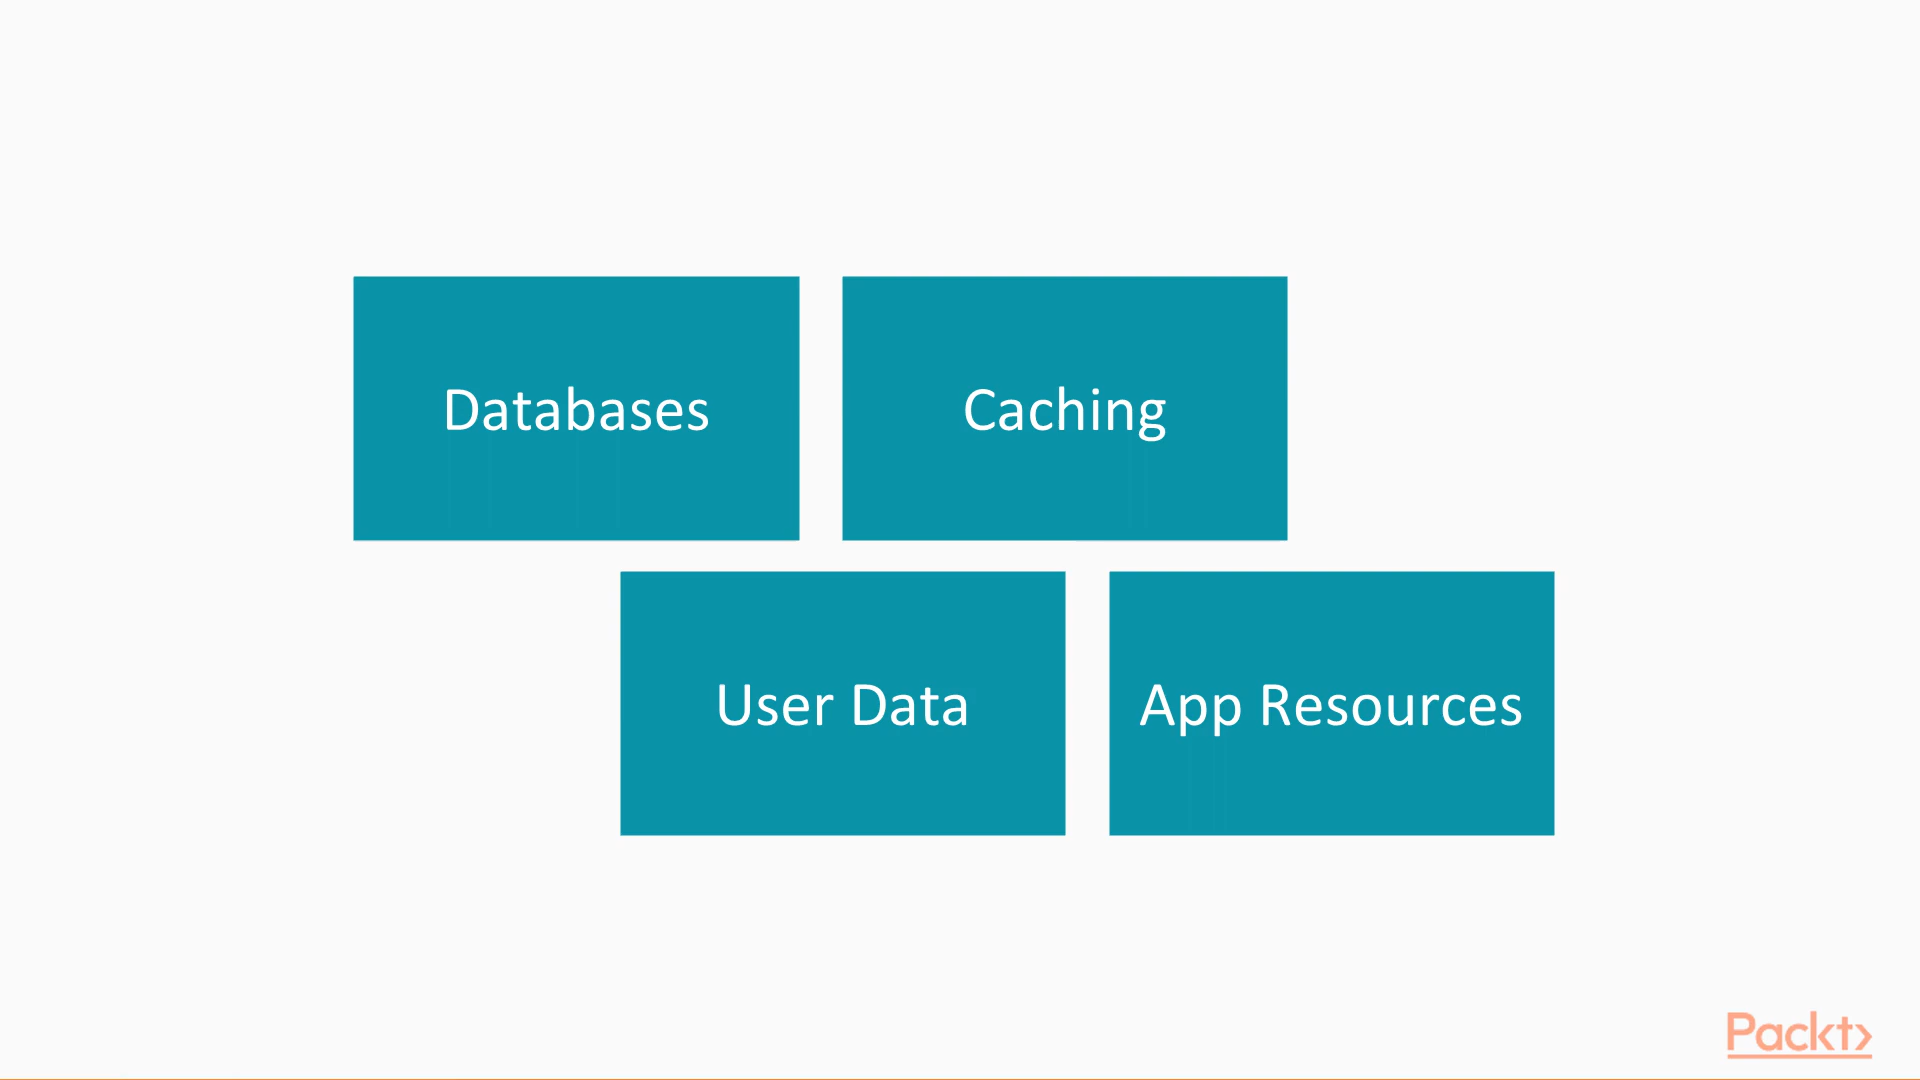 Databases
Caching
User Data
App Resources
Packt